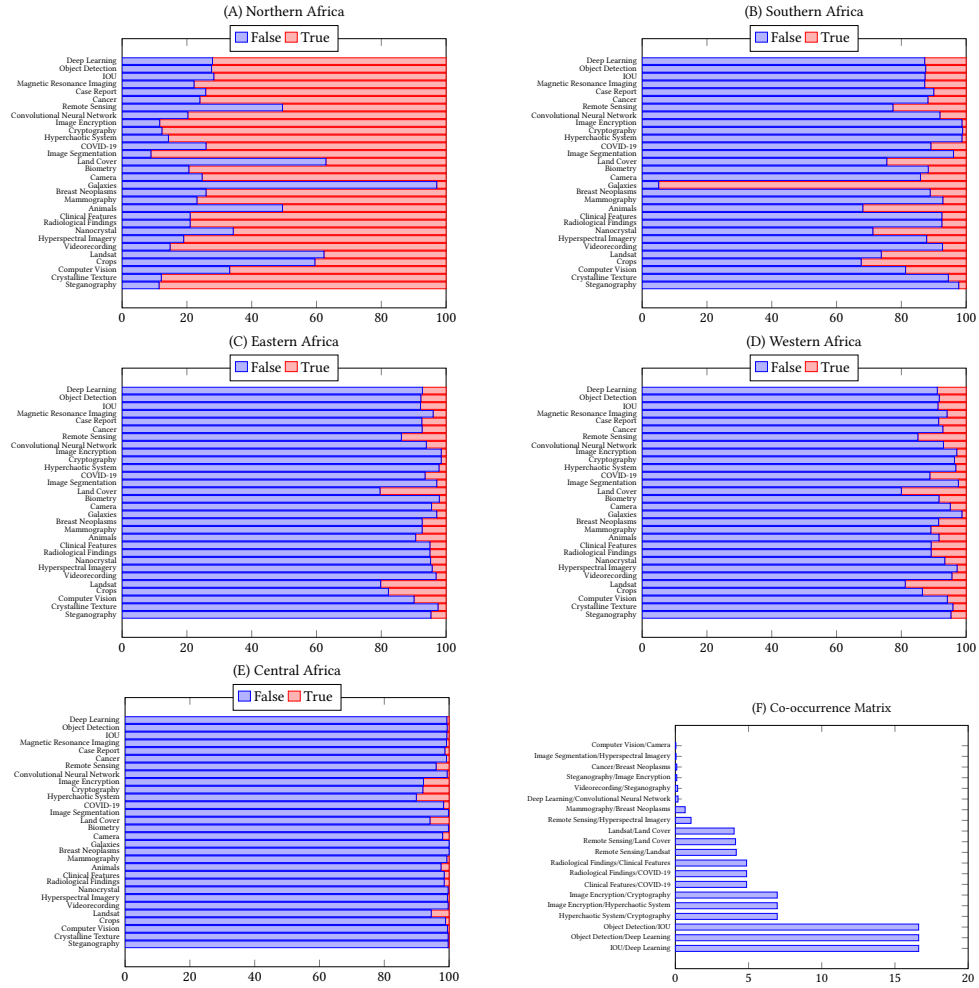 (A) Northern Africa
False True
Deep Learning
Object Detection
IOU
Magnetic Resonance Imaging
Case Report
Cancer
Remote Sensing
Convolutional Neural Network
Image Encryption
Cryptography
Hyperchaotic System
COVID-19
Image Segmentation
Land Cover
Biometry
Camera
Galaxies
Breast Neoplasms
Mammography
Animals
Clinical Features
Radiological Findings
Nanocrystal
Hyperspectral Imagery
Videorecording
Landsat
Crops
Computer Vision
Crystalline Texture
Steganography
0 20 40 60 80 100
(B) Southern Africa
False True
Deep Learning
Object Detection
IOU
Magnetic Resonance Imaging
Case Report
Cancer
Remote Sensing
Convolutional Neural Network
Image Encryption
Cryptography
Hyperchaotic System
COVID-19
Image Segmentation
Land Cover
Biometry
Camera
Galaxies
Breast Neoplasms
Mammography
Animals
Clinical Features
Radiological Findings
Nanocrystal
Hyperspectral Imagery
Videorecording
Landsat
Crops
Computer Vision
Crystalline Texture
Steganography
0 20 40 60 80 100
(C) Eastern Africa
False True
Deep Learning
Object Detection
IOU
Magnetic Resonance Imaging
Case Report
Cancer
Remote Sensing
Convolutional Neural Network
Image Encryption
Cryptography
Hyperchaotic System
COVID-19
Image Segmentation
Land Cover
Biometry
Camera
Galaxies
Breast Neoplasms
Mammography
Animals
Clinical Features
Radiological Findings
Nanocrystal
Hyperspectral Imagery
Videorecording
Landsat
Crops
Computer Vision
Crystalline Texture
Steganography
0 20 40 60 80 100
(D) Western Africa
False True
Deep Learning
Object Detection
IOU
Magnetic Resonance Imaging
Case Report
Cancer
Remote Sensing
Convolutional Neural Network
Image Encryption
Cryptography
Hyperchaotic System
COVID-19
Image Segmentation
Land Cover
Biometry
Camera
Galaxies
Breast Neoplasms
Mammography
Animals
Clinical Features
Radiological Findings
Nanocrystal
Hyperspectral Imagery
Videorecording
Landsat
Crops
Computer Vision
Crystalline Texture
Steganography
0 20 40 60 80 100
(E) Central Africa
False True
Deep Learning
Object Detection
IOU
Magnetic Resonance Imaging
Case Report
Cancer
Remote Sensing
Convolutional Neural Network
Image Encryption
Cryptography
Hyperchaotic System
COVID-19
Image Segmentation
Land Cover
Biometry
Camera
Galaxies
Breast Neoplasms
Mammography
Animals
Clinical Features
Radiological Findings
Nanocrystal
Hyperspectral Imagery
Videorecording
Landsat
Crops
Computer Vision
Crystalline Texture
Steganography
0 20 40 60 80 100
(F) Co-occurrence Matrix
Computer Vision/Camera
Image Segmentation/Hyperspectral Imagery
Cancer/Breast Neoplasms
Steganography/Image Encryption
Videorecording/Steganography
Deep Learning/Convolutional Neural Network
Mammography/Breast Neoplasms
Remote Sensing/Hyperspectral Imagery
Landsat/Land Cover
Remote Sensing/Land Cover
Remote Sensing/Landsat
Radiological Findings/Clinical Features
Radiological Findings/COVID-19
Clinical Features/COVID-19
Image Encryption/Cryptography
Image Encryption/Hyperchaotic System
Hyperchaotic System/Cryptography
Object Detection/IOU
Object Detection/Deep Learning
IOU/Deep Learning
0 5 10 15 20